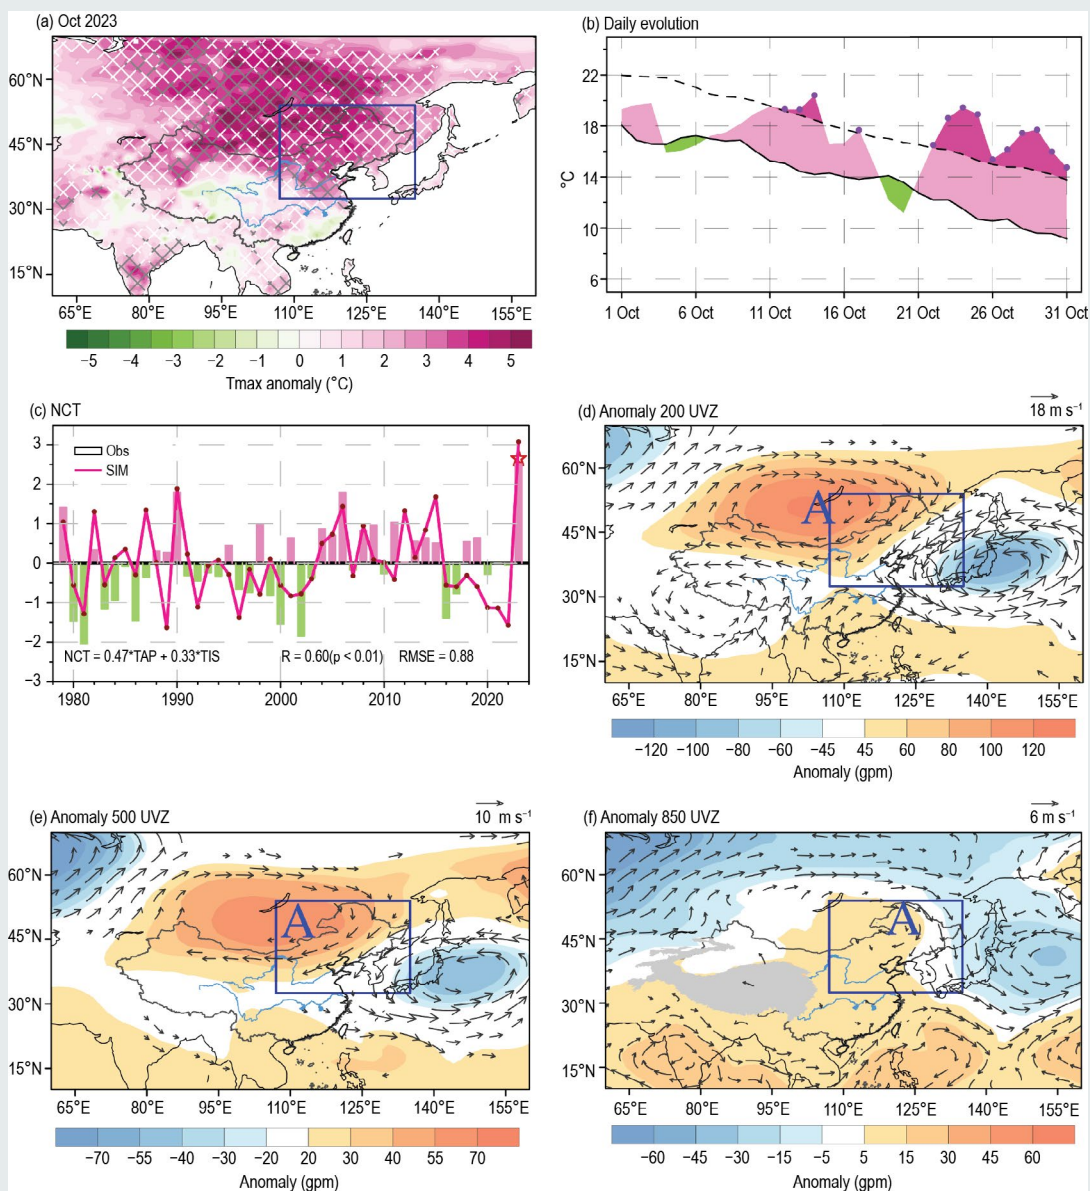 (a) Oct 2023
60°N
45°N
30°N
15°N
65°E 80°E 95°E 110°E 125°E 140°E 155°E
−5 −4 −3 −2 −1 0 1 2 3 4 5
Tmax anomaly (°C)
(b) Daily evolution
22
18
14
10
6
°C
1 Oct 6 Oct 11 Oct 16 Oct 21 Oct 26 Oct 31 Oct
(c) NCT
Obs
SIM
3
2
1
0
−1
−2
−3
NCT = 0.47*TAP + 0.33*TIS R = 0.60(p < 0.01) RMSE = 0.88
1980 1990 2000 2010 2020
(d) Anomaly 200 UVZ
18 m s⁻¹
60°N
45°N
30°N
15°N
A
65°E 80°E 95°E 110°E 125°E 140°E 155°E
−120 −100 −80 −60 −45 45 60 80 100 120
Anomaly (gpm)
(e) Anomaly 500 UVZ
10 m s⁻¹
60°N
45°N
30°N
15°N
A
65°E 80°E 95°E 110°E 125°E 140°E 155°E
−70 −55 −40 −30 −20 20 30 40 55 70
Anomaly (gpm)
(f) Anomaly 850 UVZ
6 m s⁻¹
60°N
45°N
30°N
15°N
A
65°E 80°E 95°E 110°E 125°E 140°E 155°E
−60 −45 −30 −15 −5 5 15 30 45 60
Anomaly (gpm)